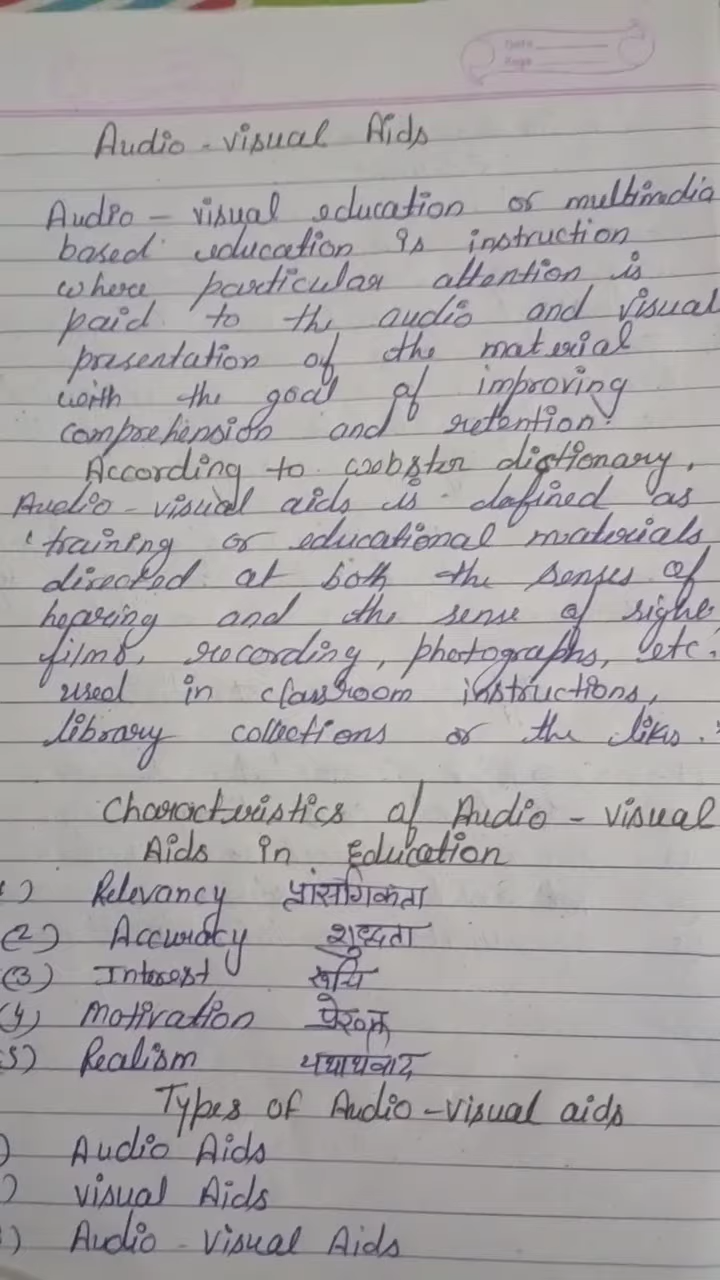 Date
Page
Audio - visual Aids
Audio - visual education or multimedia
based education is instruction
where particular attention is
paid to the audio and visual
presentation of the material
with the goal of improving
comprehension and retention.
According to webster dictionary,
Audio - visual aids is defined as
'training or educational materials
directed at both the senses of
hearing and the sense of sight
films, recording, photographs, etc.
used in classroom instructions,
library collections or the likes.'
Characteristics of Audio - visual
Aids in Education
1) Relevancy प्रांसगिकता
(2) Accuracy शुद्धता
(3) Interest रूचि
(4) Motivation प्रेरणा
5) Realism यथार्थवाद
Types of Audio - visual aids
) Audio Aids
) visual Aids
) Audio - visual Aids